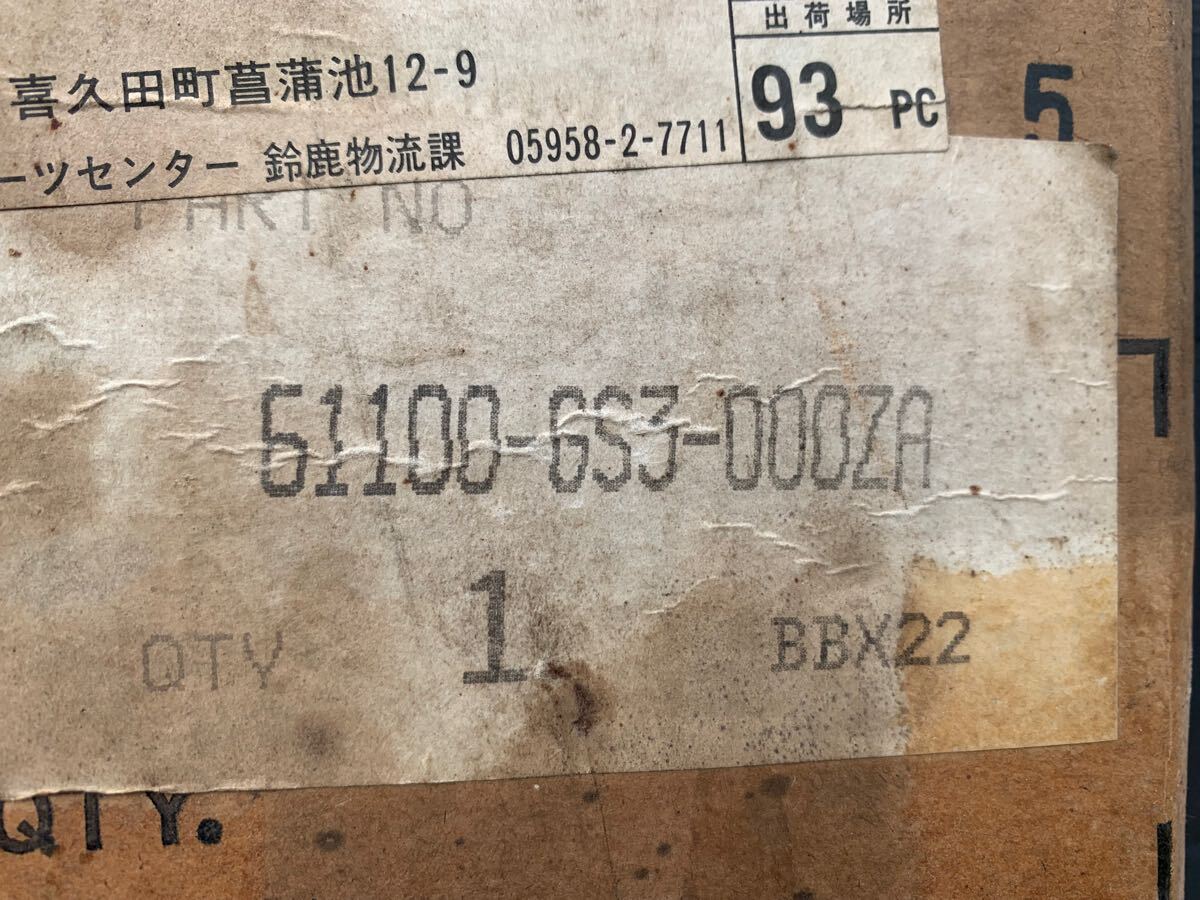 出荷場所
喜久田町菖蒲池12-9
93 PC
5
ーツセンター 鈴鹿物流課 05958-2-7711
PART NO
61100-GS3-000ZA
QTY 1 BBX22
QTY.